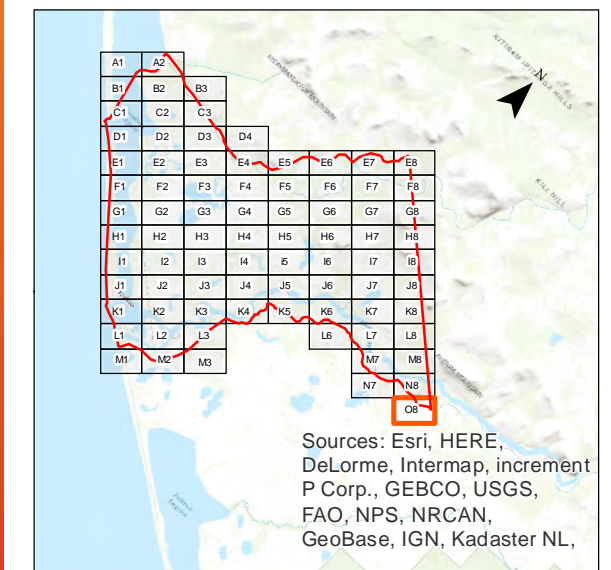 HILLS
N
A1 A2
B1 B2 B3
C1 C2 C3
D1 D2 D3 D4
E1 E2 E3 E4 E5 E6 E7 E8
F1 F2 F3 F4 F5 F6 F7 F8
G1 G2 G3 G4 G5 G6 G7 G8
H1 H2 H3 H4 H5 H6 H7 H8
I1 I2 I3 I4 I5 I6 I7 I8
J1 J2 J3 J4 J5 J6 J7 J8
K1 K2 K3 K4 K5 K6 K7 K8
L1 L2 L3 L6 L7 L8
M1 M2 M3 M7 M8
N7 N8
O8
Sources: Esri, HERE,
DeLorme, Intermap, increment
P Corp., GEBCO, USGS,
FAO, NPS, NRCAN,
GeoBase, IGN, Kadaster NL,